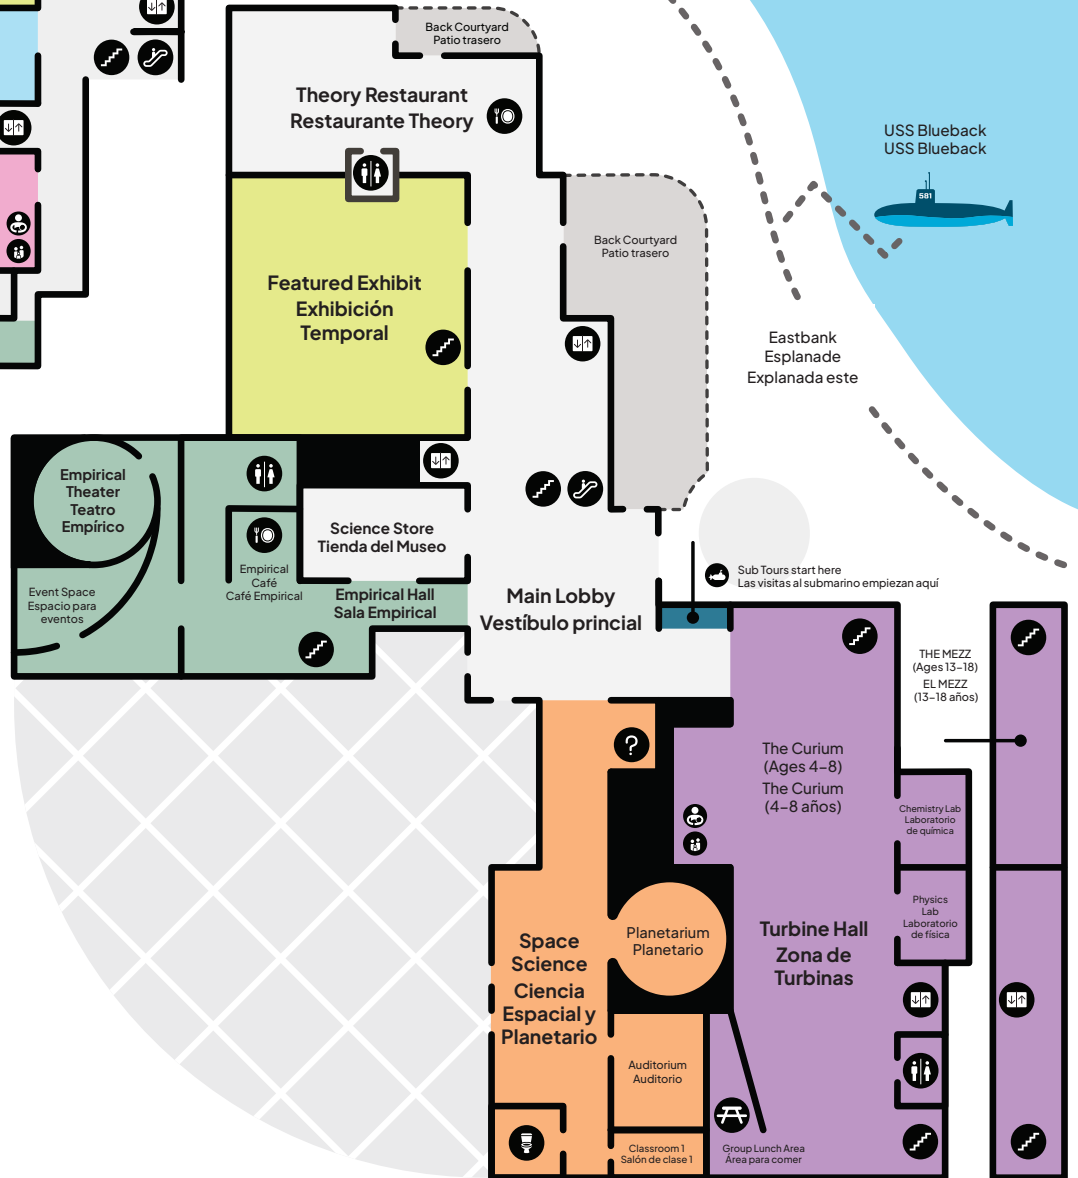 Back Courtyard
Patio trasero
Theory Restaurant
Restaurante Theory
USS Blueback
USS Blueback
581
Back Courtyard
Patio trasero
Featured Exhibit
Exhibición
Temporal
Eastbank
Esplanade
Explanada este
Empirical
Theater
Teatro
Empírico
Science Store
Tienda del Museo
Empirical
Café
Café Empirical
Event Space
Espacio para
eventos
Empirical Hall
Sala Empirical
Main Lobby
Vestíbulo princial
Sub Tours start here
Las visitas al submarino empiezan aquí
THE MEZZ
(Ages 13–18)
EL MEZZ
(13–18 años)
?
The Curium
(Ages 4–8)
The Curium
(4–8 años)
Chemistry Lab
Laboratorio
de química
Physics
Lab
Laboratorio
de física
Planetarium
Planetario
Turbine Hall
Zona de
Turbinas
Space
Science
Ciencia
Espacial y
Planetario
Auditorium
Auditorio
Classroom 1
Salón de clase 1
Group Lunch Area
Área para comer